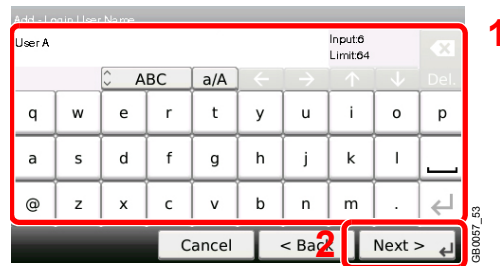 Add - Login User Name
1
User A
Input:6
Limit:64
ABC a/A ← → ↑ ↓ Del.
q w e r t y u i o p
a s d f g h j k l
@ z x c v b n m .
2
Cancel < Back Next >
GB0057_53